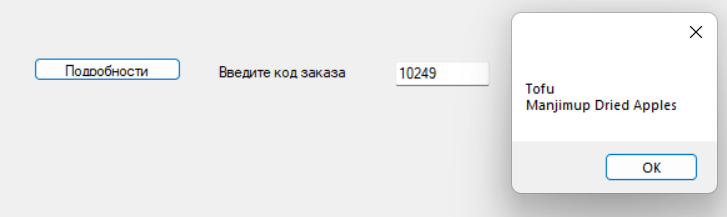 Подробности
Введите код заказа
10249
Tofu
Manjimup Dried Apples
OK